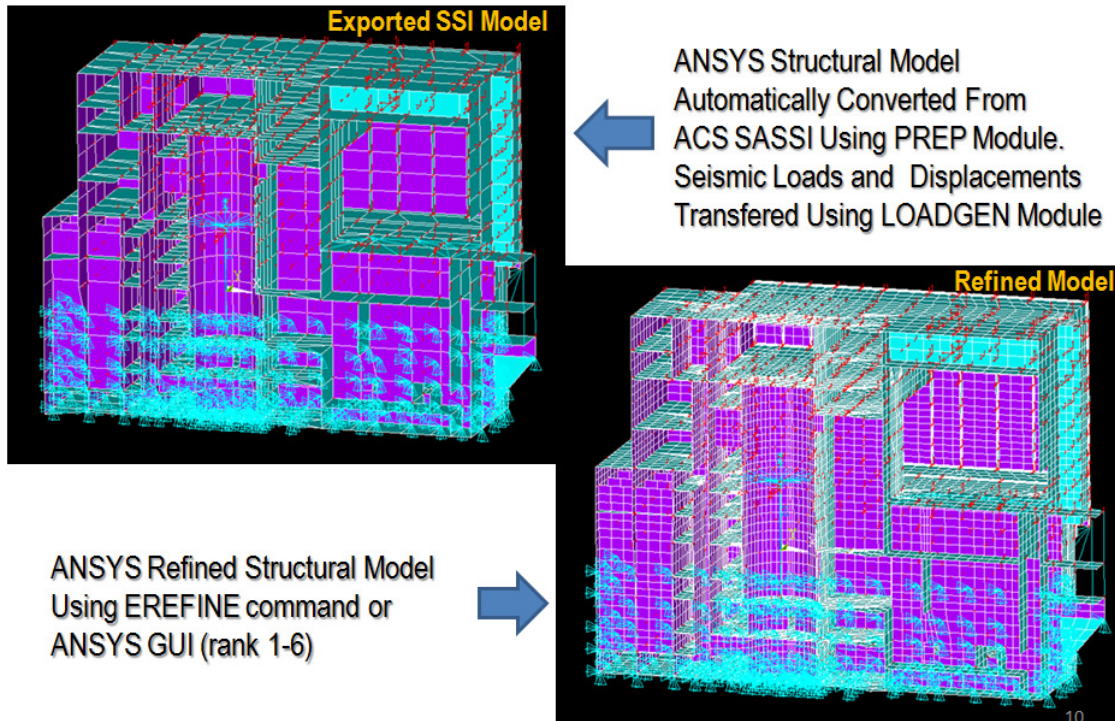 Exported SSI Model
ANSYS Structural Model
Automatically Converted From
ACS SASSI Using PREP Module.
Seismic Loads and Displacements
Transfered Using LOADGEN Module
Refined Model
ANSYS Refined Structural Model
Using EREFINE command or
ANSYS GUI (rank 1-6)
10